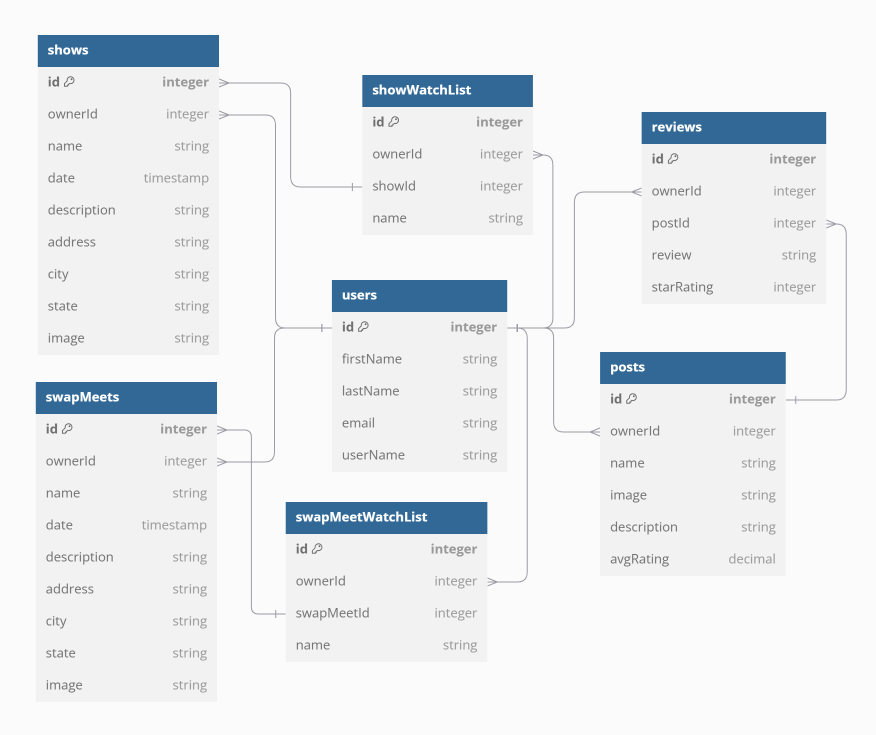 shows
id integer
ownerId integer
name string
date timestamp
description string
address string
city string
state string
image string
showWatchList
id integer
ownerId integer
showId integer
name string
reviews
id integer
ownerId integer
postId integer
review string
starRating integer
users
id integer
firstName string
lastName string
email string
userName string
posts
id integer
ownerId integer
name string
image string
description string
avgRating decimal
swapMeets
id integer
ownerId integer
name string
date timestamp
description string
address string
city string
state string
image string
swapMeetWatchList
id integer
ownerId integer
swapMeetId integer
name string